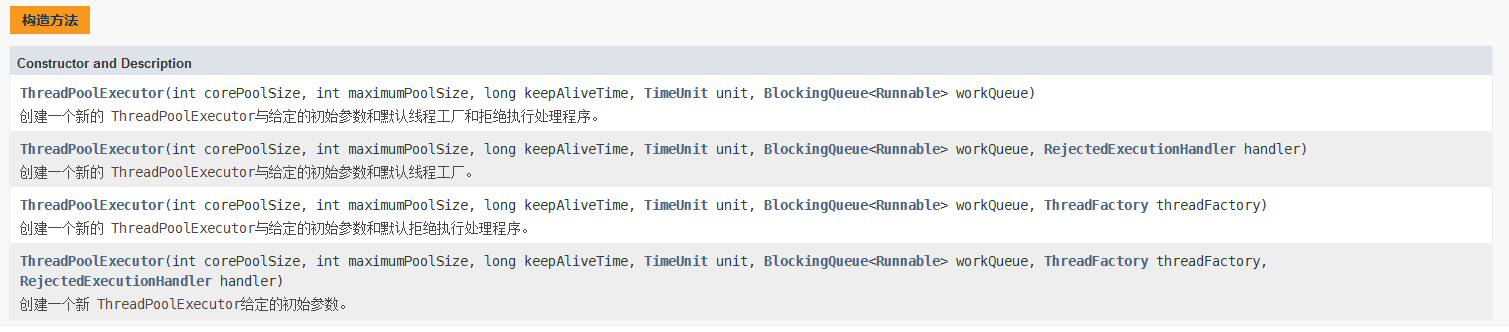 构造方法
Constructor and Description
ThreadPoolExecutor(int corePoolSize, int maximumPoolSize, long keepAliveTime, TimeUnit unit, BlockingQueue<Runnable> workQueue)
创建一个新的 ThreadPoolExecutor与给定的初始参数和默认线程工厂和拒绝执行处理程序。
ThreadPoolExecutor(int corePoolSize, int maximumPoolSize, long keepAliveTime, TimeUnit unit, BlockingQueue<Runnable> workQueue, RejectedExecutionHandler handler)
创建一个新的 ThreadPoolExecutor与给定的初始参数和默认线程工厂。
ThreadPoolExecutor(int corePoolSize, int maximumPoolSize, long keepAliveTime, TimeUnit unit, BlockingQueue<Runnable> workQueue, ThreadFactory threadFactory)
创建一个新的 ThreadPoolExecutor与给定的初始参数和默认拒绝执行处理程序。
ThreadPoolExecutor(int corePoolSize, int maximumPoolSize, long keepAliveTime, TimeUnit unit, BlockingQueue<Runnable> workQueue, ThreadFactory threadFactory,
RejectedExecutionHandler handler)
创建一个新 ThreadPoolExecutor给定的初始参数。